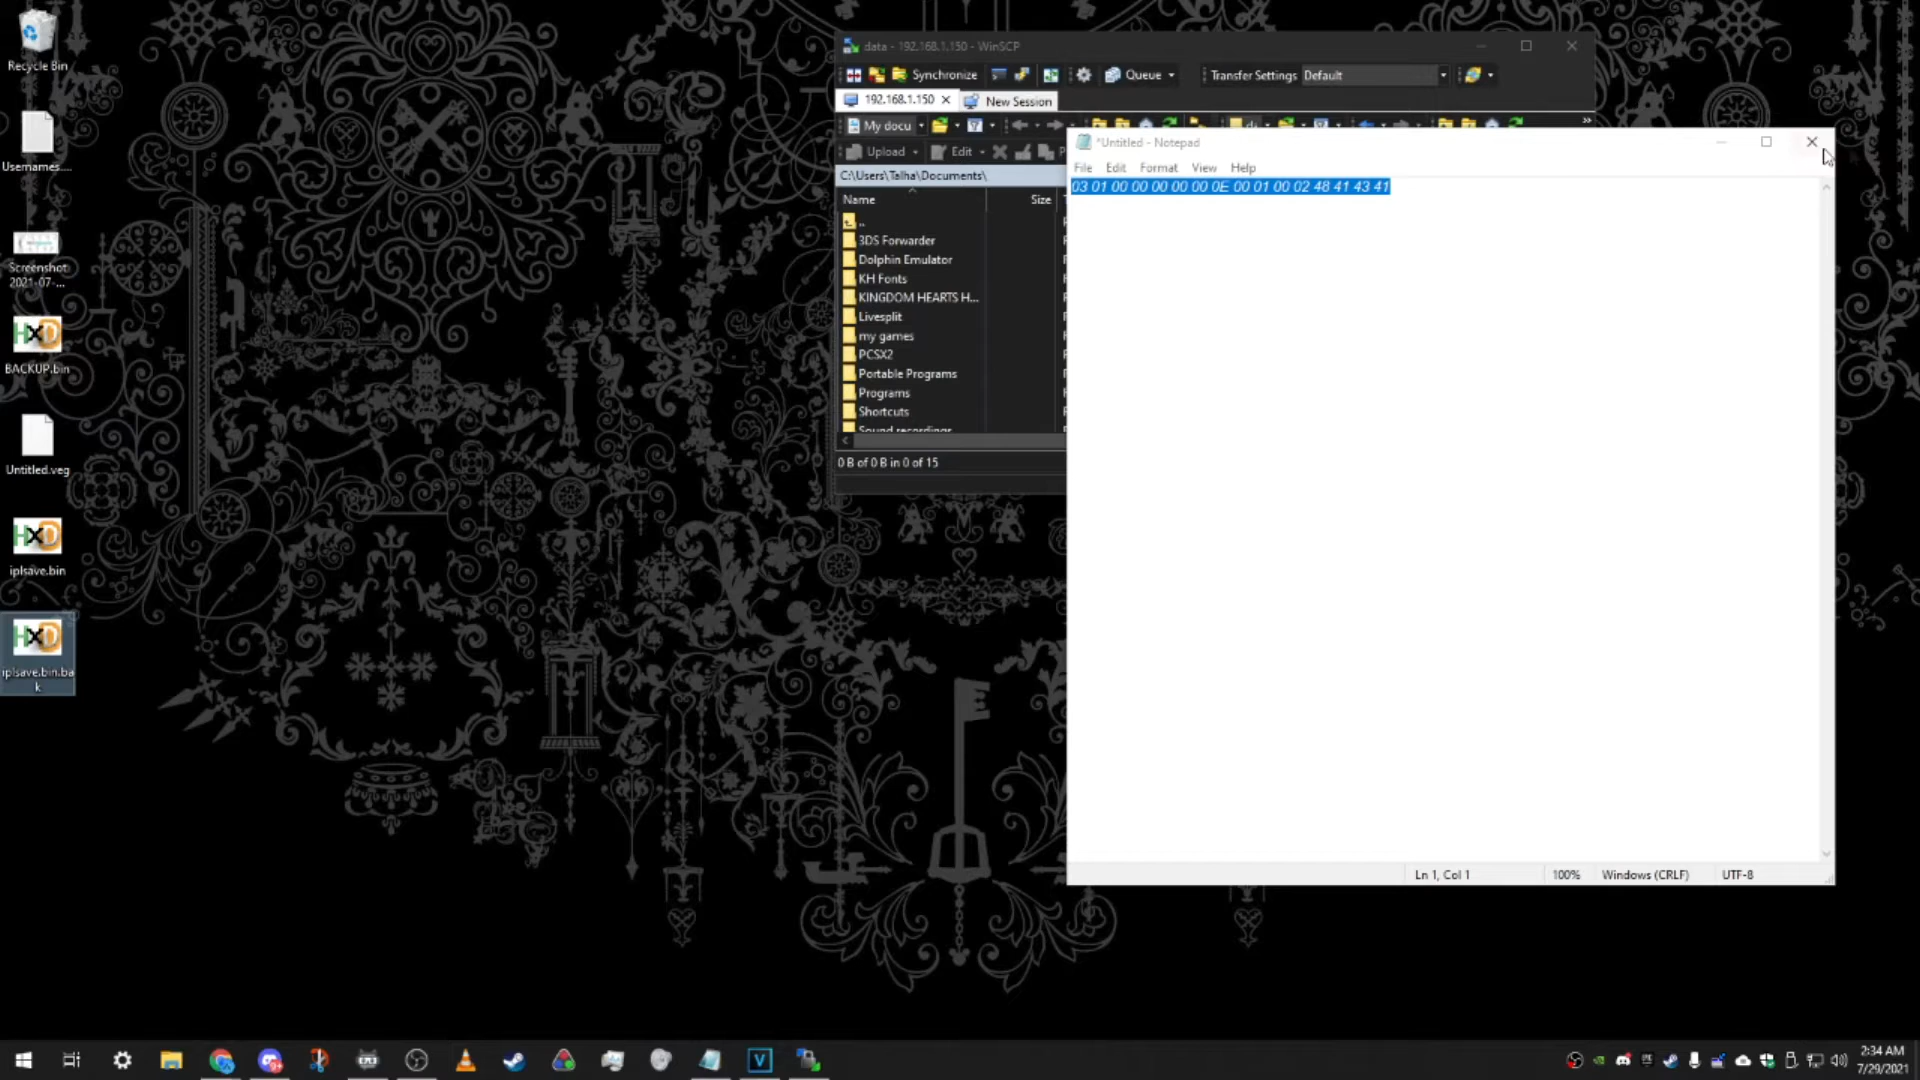 Recycle Bin
Usernames....
Screenshot
2021-07-...
HXD
BACKUP.bin
Untitled.veg
HXD
iplsave.bin
HXD
iplsave.bin.ba
k
data - 192.168.1.150 - WinSCP
Synchronize
Queue
Transfer Settings Default
192.168.1.150
New Session
My docu
Upload
Edit
C:\Users\Talha\Documents\
Name
Size
..
3DS Forwarder
Dolphin Emulator
KH Fonts
KINGDOM HEARTS H...
Livesplit
my games
PCSX2
Portable Programs
Programs
Shortcuts
Sound recordings
0 B of 0 B in 0 of 15
*Untitled - Notepad
File Edit Format View Help
03 01 00 00 00 00 00 0E 00 01 00 02 48 41 43 41
Ln 1, Col 1
100%
Windows (CRLF)
UTF-8
V
2:34 AM
7/29/2021